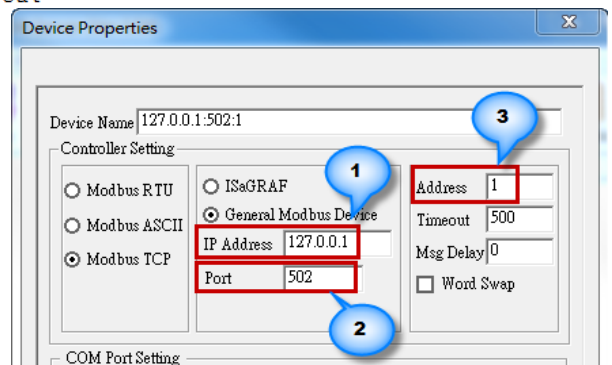 Device Properties
X
Device Name 127.0.0.1:502:1
Controller Setting
Modbus RTU
Modbus ASCII
Modbus TCP
ISaGRAF
General Modbus Device
IP Address 127.0.0.1
Port 502
Address 1
Timeout 500
Msg Delay 0
Word Swap
1
2
3
COM Port Setting